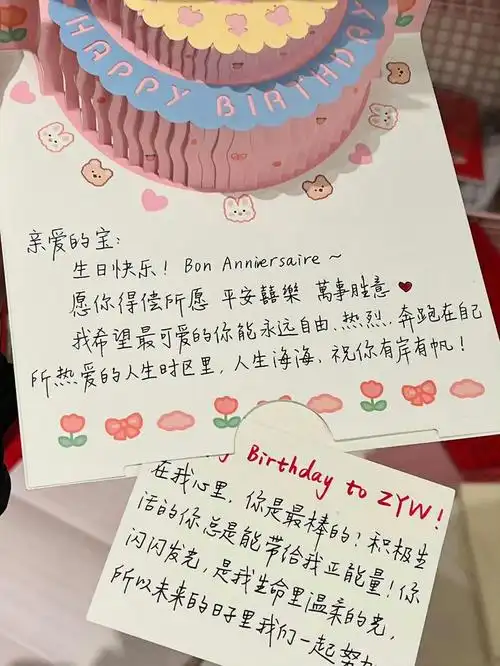 HAPPY BIRTHDAY
亲爱的宝:
生日快乐! Bon Anniversaire ~
愿你得偿所愿 平安囍樂 萬事胜意
我希望最可爱的你能永远自由、热烈、奔跑在自己
所热爱的人生时区里,人生海海、祝你有岸有帆!
Birthday to ZYW!
在我心里,你是最棒的?积极生
活的你总是能带给我正能量!你
闪闪发光,是我生命里温柔的光,
所以未来的日子里我们一起努